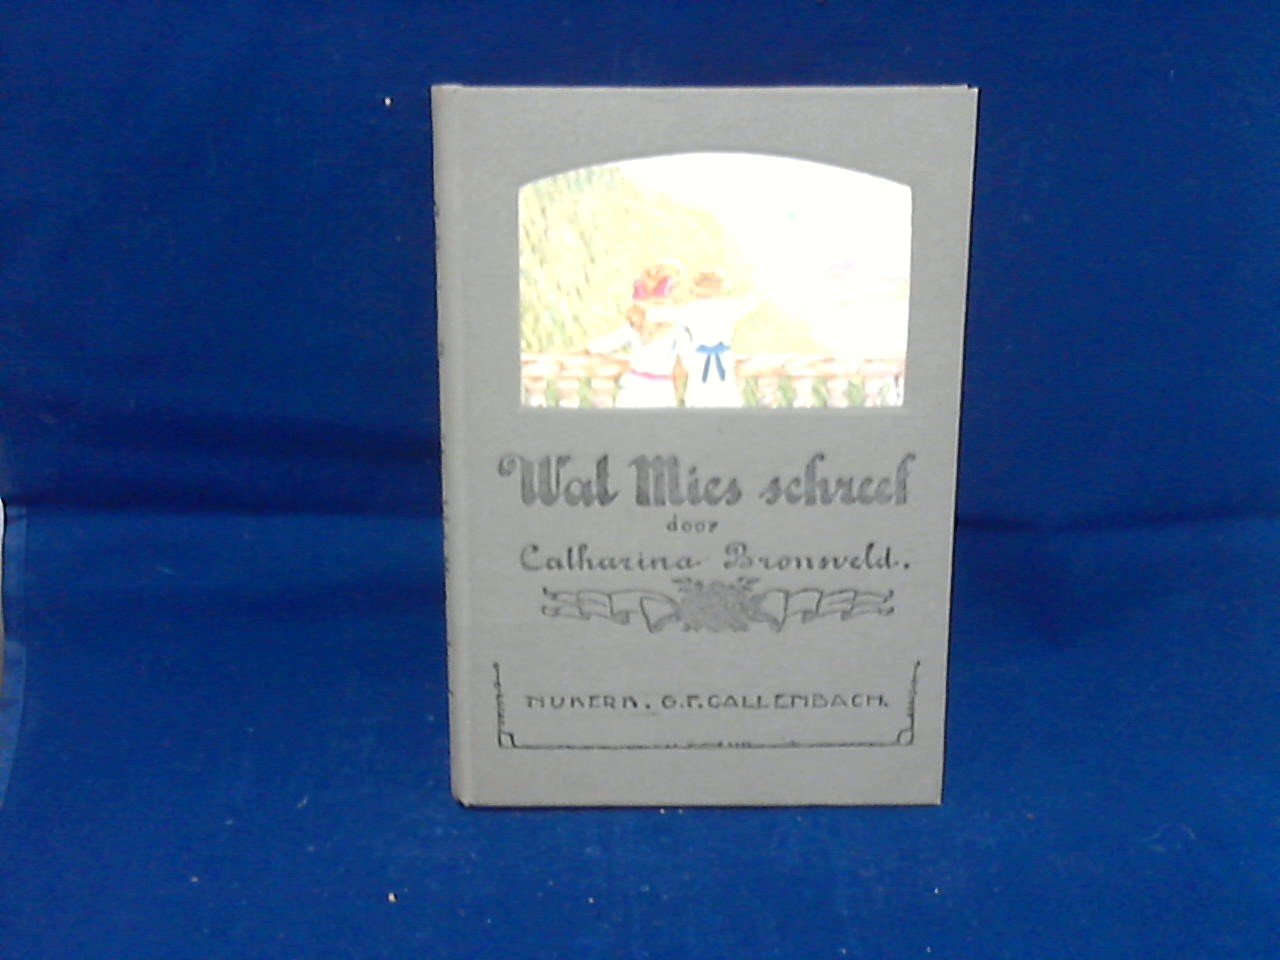 Wat Mies schreef
door
Catharina Bronsveld.
NIJKERK. G.F. CALLENBACH.